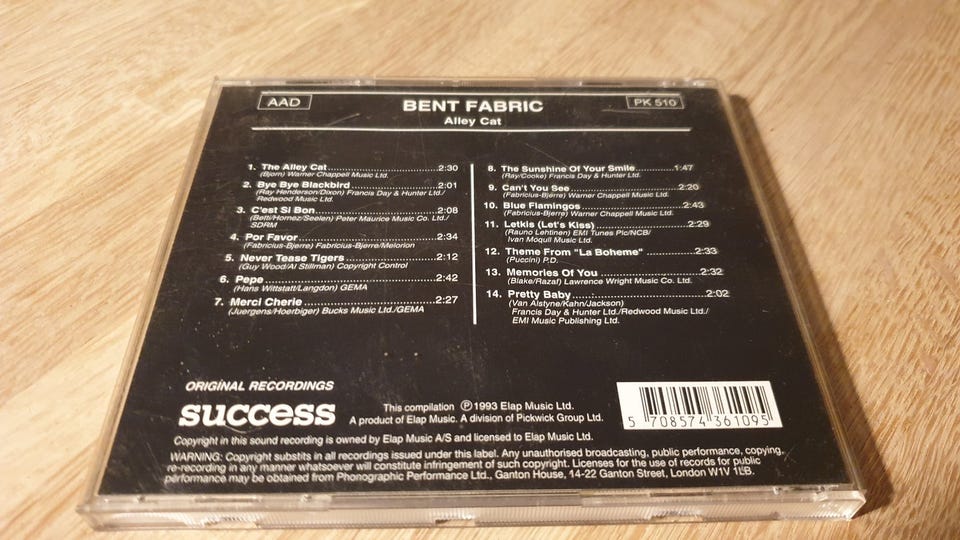 AAD
BENT FABRIC
PK 510
Alley Cat
1. The Alley Cat........2:30
(Bjorn) Warner Chappell Music Ltd.
2. Bye Bye Blackbird........2:01
(Ray Henderson/Dixon) Francis Day & Hunter Ltd./
Redwood Music Ltd.
3. C'est Si Bon........2:08
(Betti/Hornez/Seelen) Peter Maurice Music Co. Ltd./
SDRM
4. Por Favor........2:34
(Fabricius-Bjerre) Fabricius-Bjerre/Melorion
5. Never Tease Tigers........2:12
(Guy Wood/Al Stillman) Copyright Control
6. Pepe........2:42
(Hans Wittstatt/Langdon) GEMA
7. Merci Cherie........2:27
(Juergens/Hoerbiger) Bucks Music Ltd./GEMA
8. The Sunshine Of Your Smile........1:47
(Ray/Cooke) Francis Day & Hunter Ltd.
9. Can't You See........2:20
(Fabricius-Bjerre) Warner Chappell Music Ltd.
10. Blue Flamingos........2:43
(Fabricius-Bjerre) Warner Chappell Music Ltd.
11. Letkis (Let's Kiss)........2:29
(Rauno Lehtinen) EMI Tunes Plc/NCB/
Ivan Moqull Music Ltd.
12. Theme From "La Boheme"........2:33
(Puccini) P.D.
13. Memories Of You........2:32
(Blake/Razaf) Lawrence Wright Music Co. Ltd.
14. Pretty Baby........2:02
(Van Alstyne/Kahn/Jackson)
Francis Day & Hunter Ltd./Redwood Music Ltd./
EMI Music Publishing Ltd.
ORIGINAL RECORDINGS
success
This compilation ℗1993 Elap Music Ltd.
A product of Elap Music. A division of Pickwick Group Ltd.
5 708574 361095
Copyright in this sound recording is owned by Elap Music A/S and licensed to Elap Music Ltd.
WARNING: Copyright substits in all recordings issued under this label. Any unauthorised broadcasting, public performance, copying,
re-recording in any manner whatsoever will constitute infringement of such copyright. Licenses for the use of records for public
performance may be obtained from Phonographic Performance Ltd., Ganton House, 14-22 Ganton Street, London W1V 1LB.